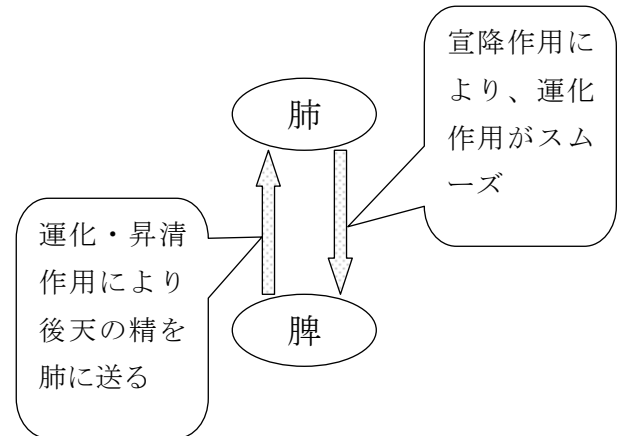 宣降作用に
より、運化
作用がスム
ーズ
肺
運化・昇清
作用により
後天の精を
肺に送る
脾